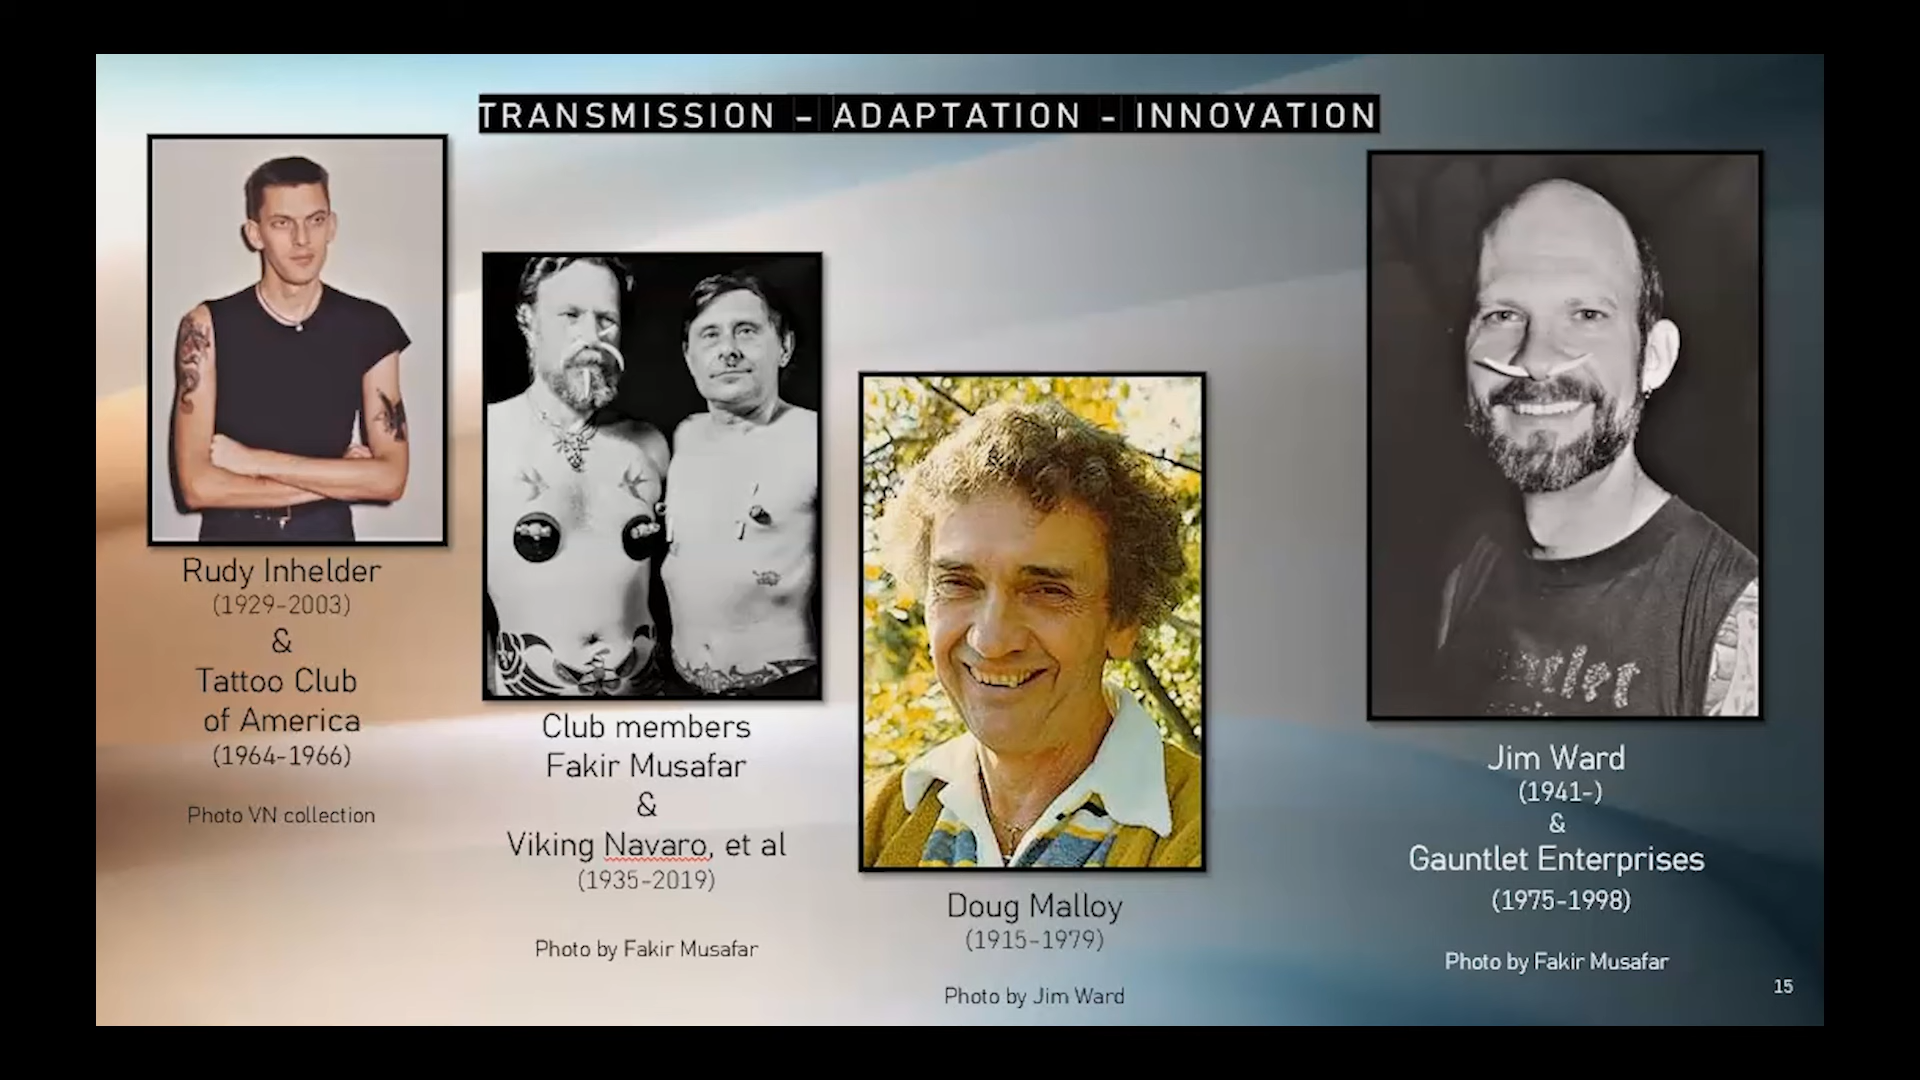 TRANSMISSION – ADAPTATION - INNOVATION
Rudy Inhelder
(1929-2003)
&
Tattoo Club
of America
(1964-1966)
Photo VN collection
Club members
Fakir Musafar
&
Viking Navaro, et al
(1935-2019)
Photo by Fakir Musafar
Doug Malloy
(1915-1979)
Photo by Jim Ward
Jim Ward
(1941-)
&
Gauntlet Enterprises
(1975-1998)
Photo by Fakir Musafar
15